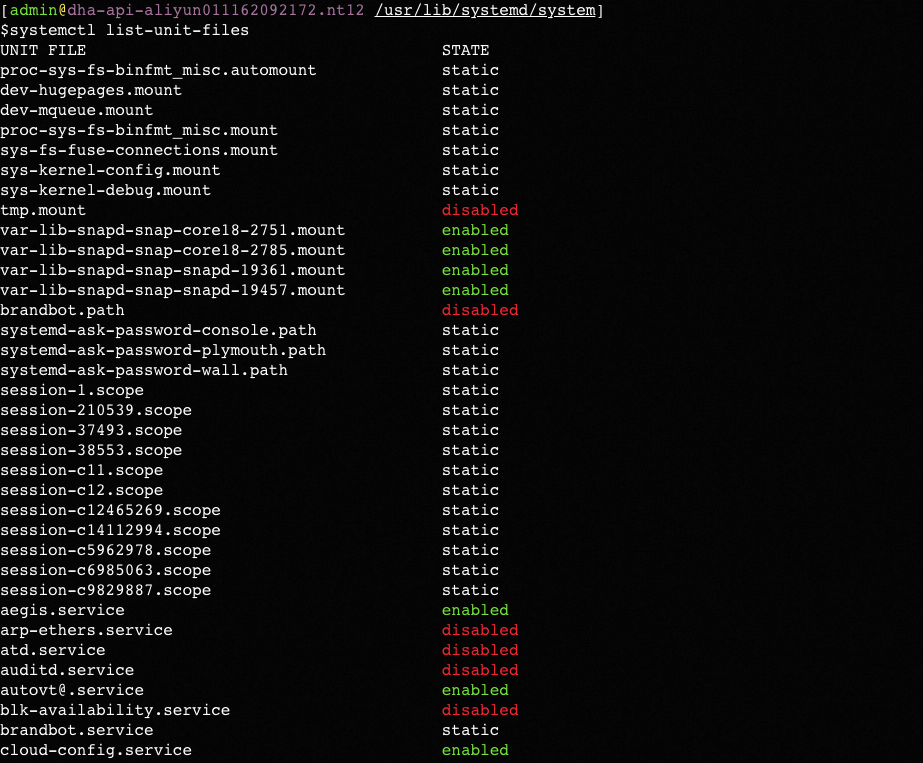 [admin@dha-api-aliyun011162092172.nt12 /usr/lib/systemd/system]
$systemctl list-unit-files
UNIT FILE STATE
proc-sys-fs-binfmt_misc.automount static
dev-hugepages.mount static
dev-mqueue.mount static
proc-sys-fs-binfmt_misc.mount static
sys-fs-fuse-connections.mount static
sys-kernel-config.mount static
sys-kernel-debug.mount static
tmp.mount disabled
var-lib-snapd-snap-core18-2751.mount enabled
var-lib-snapd-snap-core18-2785.mount enabled
var-lib-snapd-snap-snapd-19361.mount enabled
var-lib-snapd-snap-snapd-19457.mount enabled
brandbot.path disabled
systemd-ask-password-console.path static
systemd-ask-password-plymouth.path static
systemd-ask-password-wall.path static
session-1.scope static
session-210539.scope static
session-37493.scope static
session-38553.scope static
session-c11.scope static
session-c12.scope static
session-c12465269.scope static
session-c14112994.scope static
session-c5962978.scope static
session-c6985063.scope static
session-c9829887.scope static
aegis.service enabled
arp-ethers.service disabled
atd.service disabled
auditd.service disabled
autovt@.service enabled
blk-availability.service disabled
brandbot.service static
cloud-config.service enabled